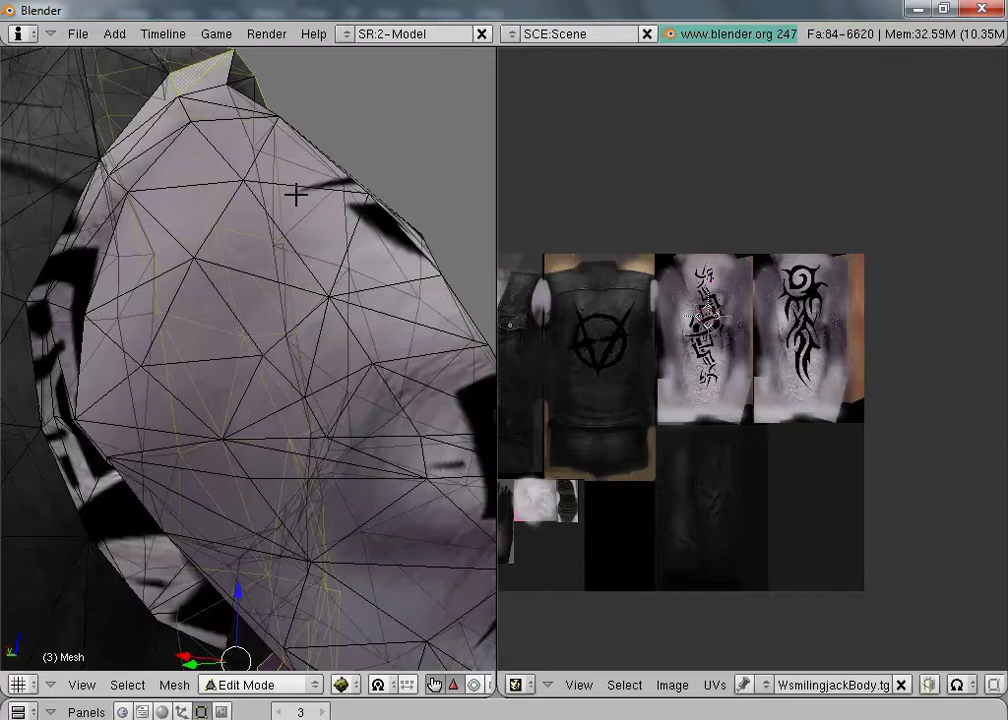 Blender
File Add Timeline Game Render Help SR:2-Model SCE:Scene www.blender.org 247 Fa:84-6620 | Mem:32.59M (10.35M
(3) Mesh
View Select Mesh Edit Mode View Select Image UVs WsmilingjackBody.tg
Panels 3